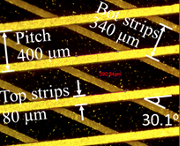 Bot strips
340 μm
Pitch
400 μm
Top strips
80 μm
30.1°